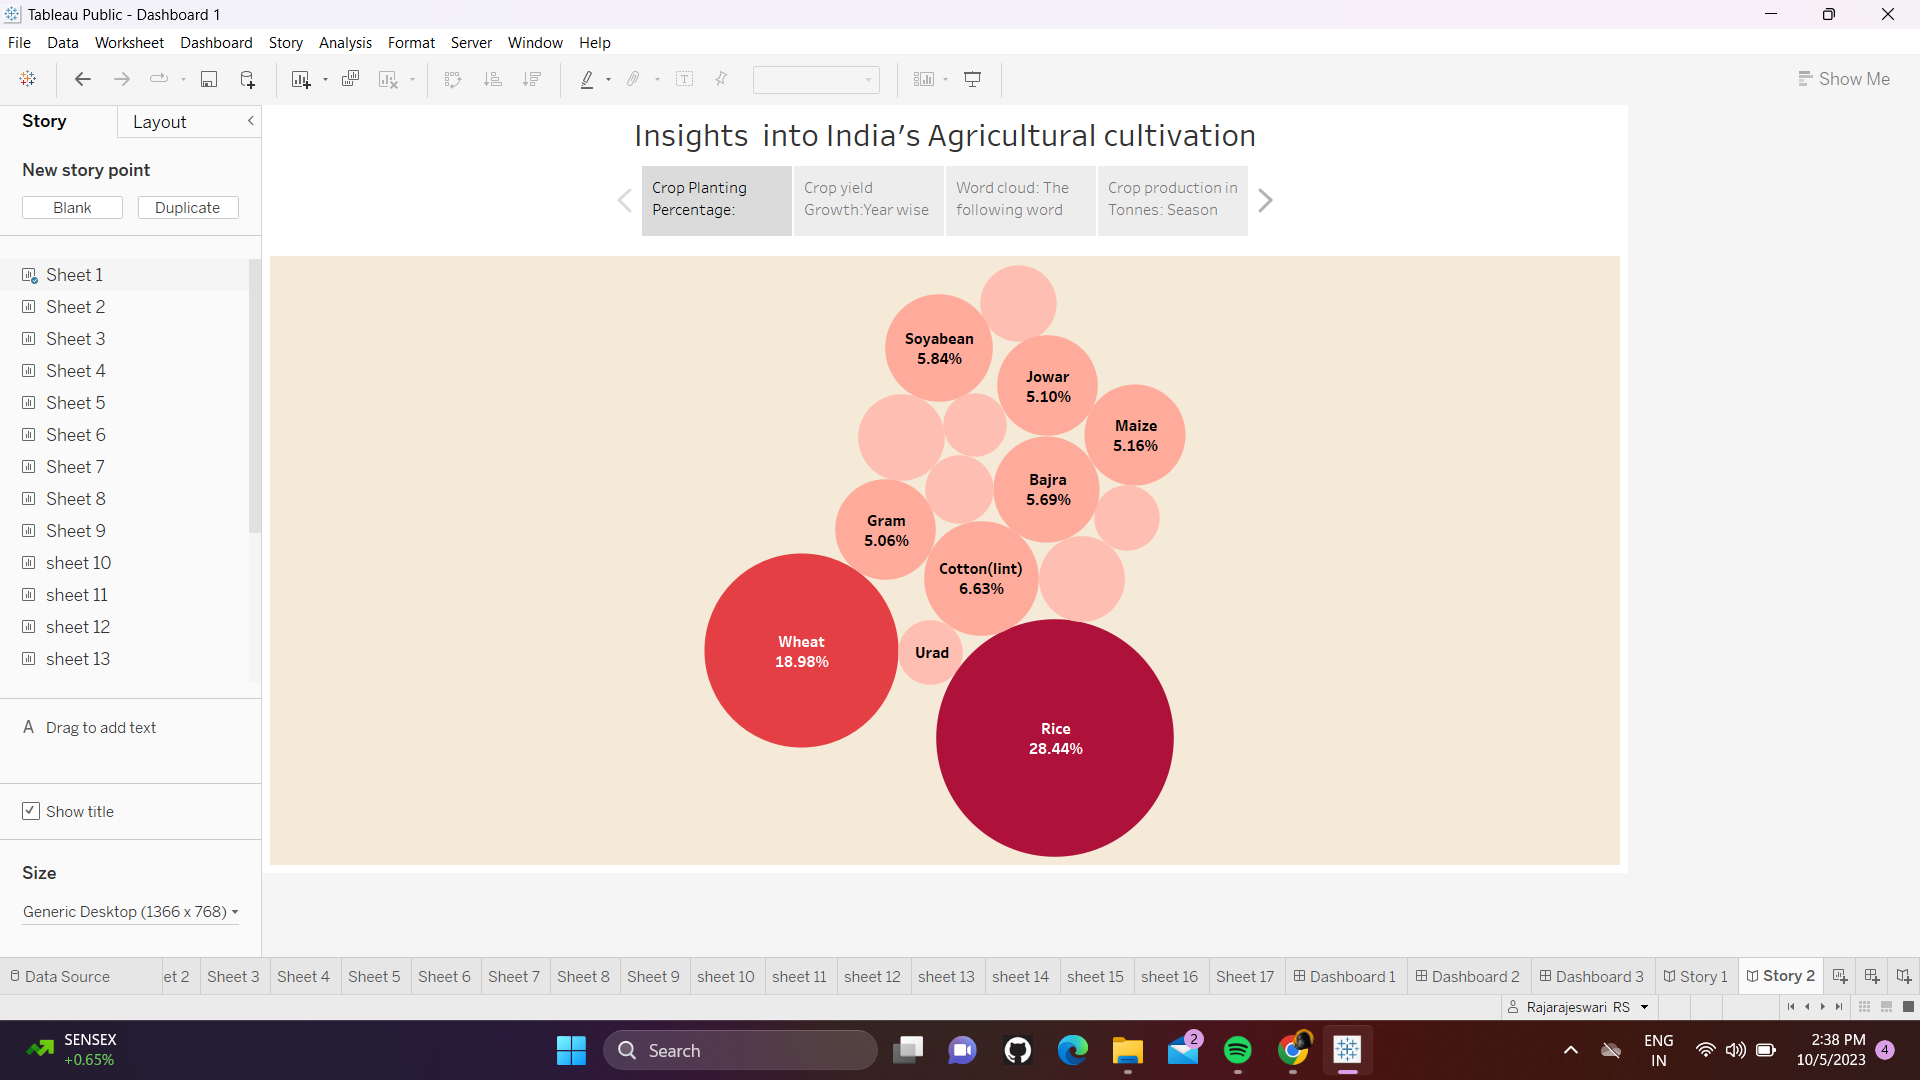 Tableau Public - Dashboard 1
File Data Worksheet Dashboard Story Analysis Format Server Window Help
Show Me
Story
Layout
New story point
Blank
Duplicate
Sheet 1
Sheet 2
Sheet 3
Sheet 4
Sheet 5
Sheet 6
Sheet 7
Sheet 8
Sheet 9
sheet 10
sheet 11
sheet 12
sheet 13
A Drag to add text
Show title
Size
Generic Desktop (1366 x 768)
Insights into India's Agricultural cultivation
Crop Planting
Percentage:
Crop yield
Growth:Year wise
Word cloud: The
following word
Crop production in
Tonnes: Season
Soyabean
5.84%
Jowar
5.10%
Maize
5.16%
Bajra
5.69%
Gram
5.06%
Cotton(lint)
6.63%
Wheat
18.98%
Urad
Rice
28.44%
Data Source
et 2
Sheet 3
Sheet 4
Sheet 5
Sheet 6
Sheet 7
Sheet 8
Sheet 9
sheet 10
sheet 11
sheet 12
sheet 13
sheet 14
sheet 15
sheet 16
Sheet 17
Dashboard 1
Dashboard 2
Dashboard 3
Story 1
Story 2
Rajarajeswari RS
SENSEX
+0.65%
Search
2
ENG
IN
2:38 PM
10/5/2023
4